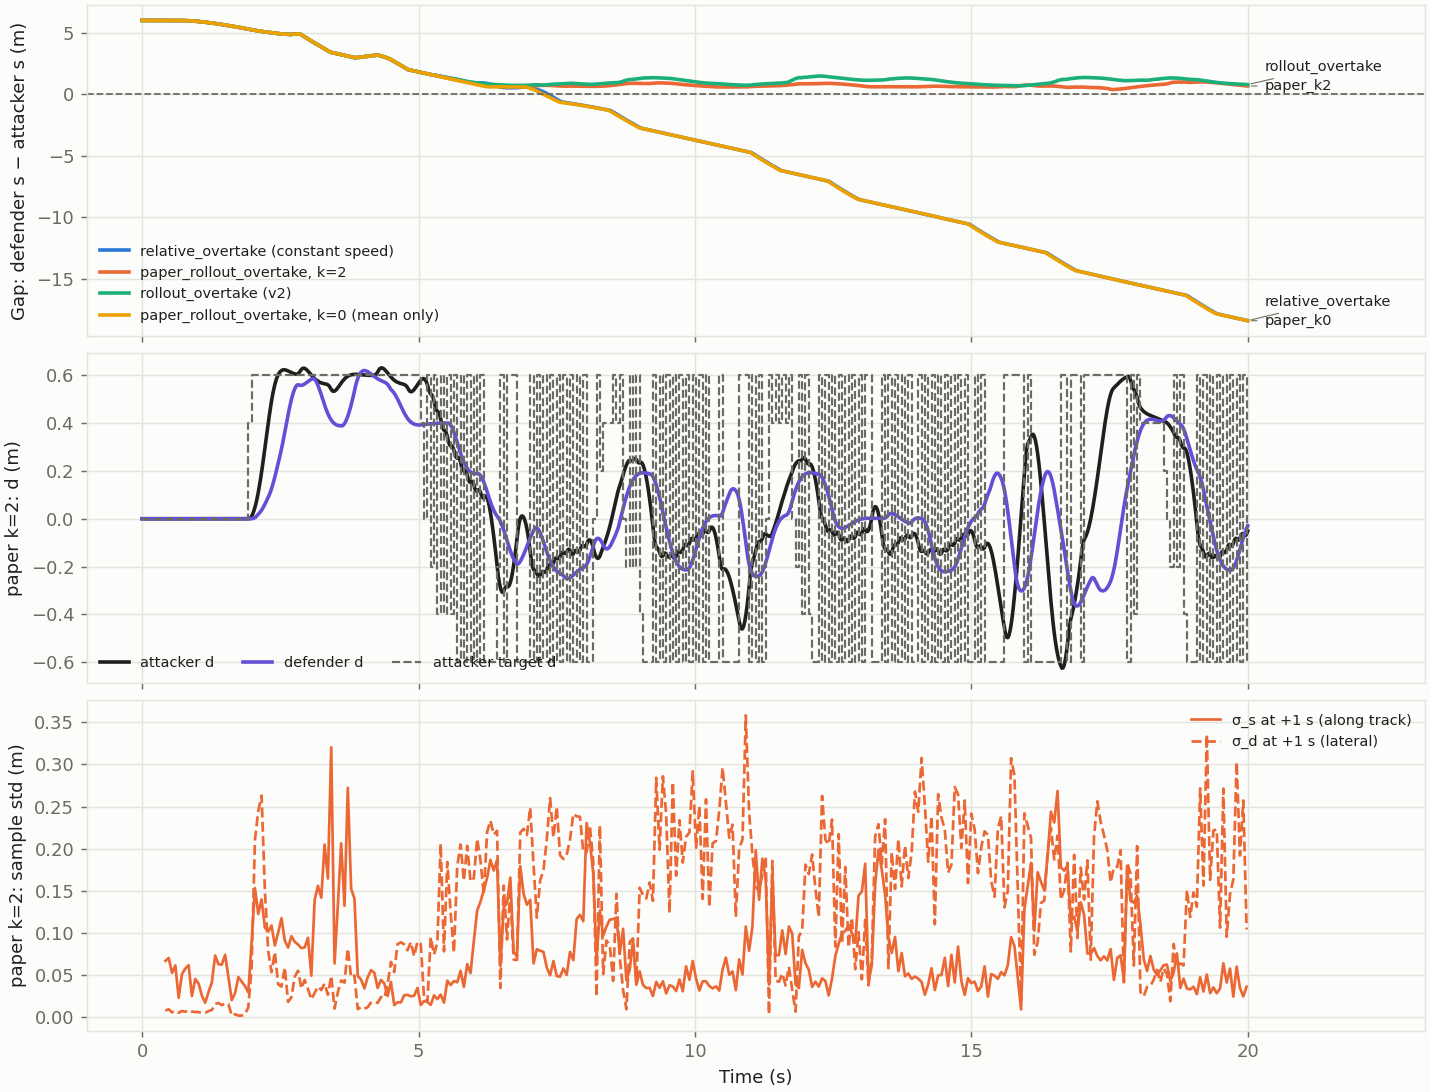 Gap: defender s − attacker s (m)
5
0
−5
−10
−15
rollout_overtake
paper_k2
relative_overtake (constant speed)
paper_rollout_overtake, k=2
rollout_overtake (v2)
paper_rollout_overtake, k=0 (mean only)
relative_overtake
paper_k0
paper k=2: d (m)
0.6
0.4
0.2
0.0
−0.2
−0.4
−0.6
attacker d
defender d
attacker target d
paper k=2: sample std (m)
0.35
0.30
0.25
0.20
0.15
0.10
0.05
0.00
σ_s at +1 s (along track)
σ_d at +1 s (lateral)
0
5
10
15
20
Time (s)